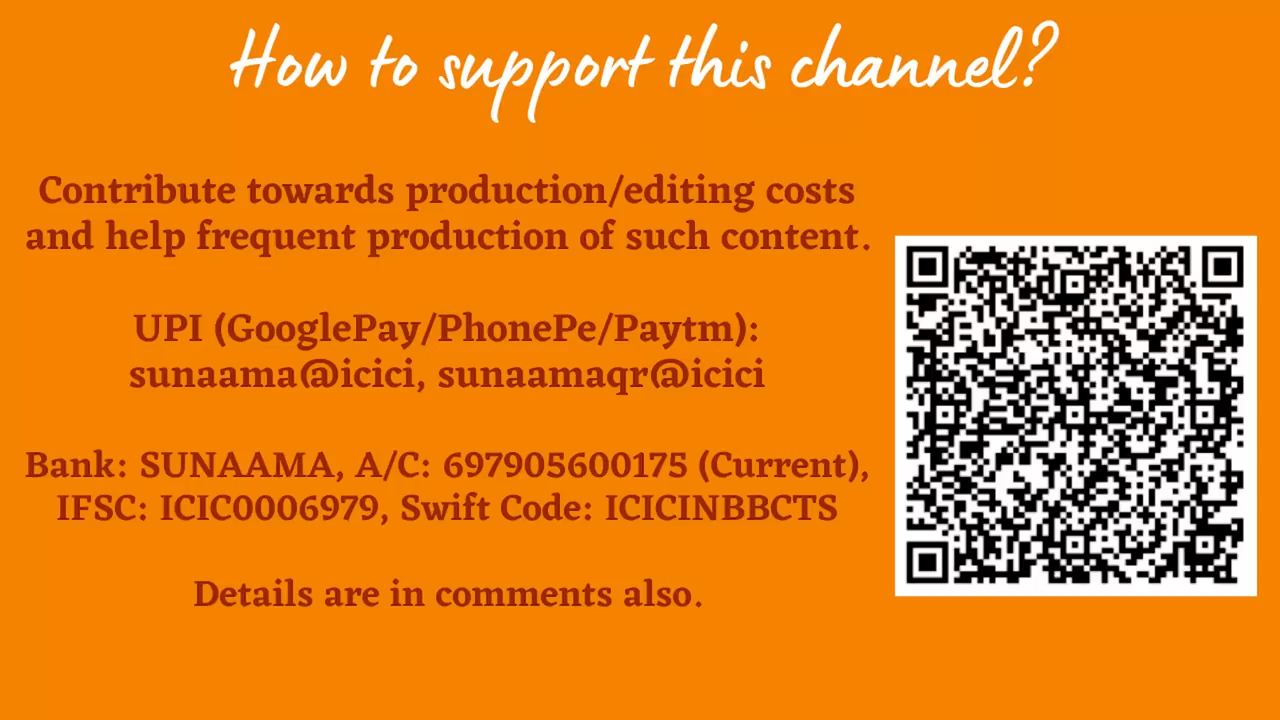 How to support this channel?
Contribute towards production/editing costs
and help frequent production of such content.
UPI (GooglePay/PhonePe/Paytm):
sunaama@icici, sunaamaqr@icici
Bank: SUNAAMA, A/C: 697905600175 (Current),
IFSC: ICIC0006979, Swift Code: ICICINBBCTS
Details are in comments also.